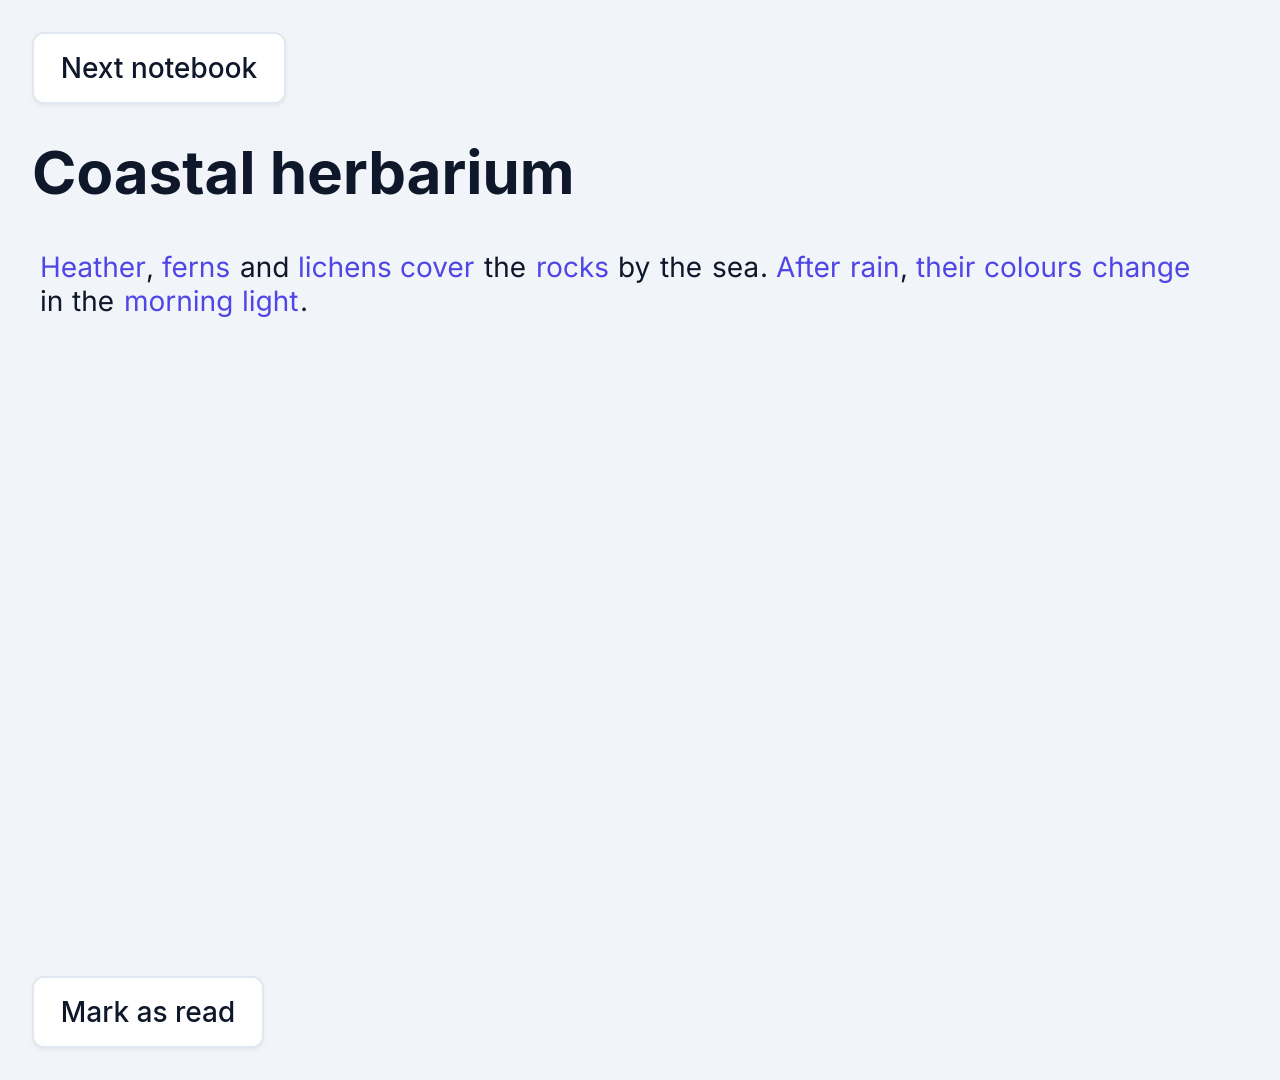 Next notebook
Coastal herbarium
Heather, ferns and lichens cover the rocks by the sea. After rain, their colours change
in the morning light.
Mark as read